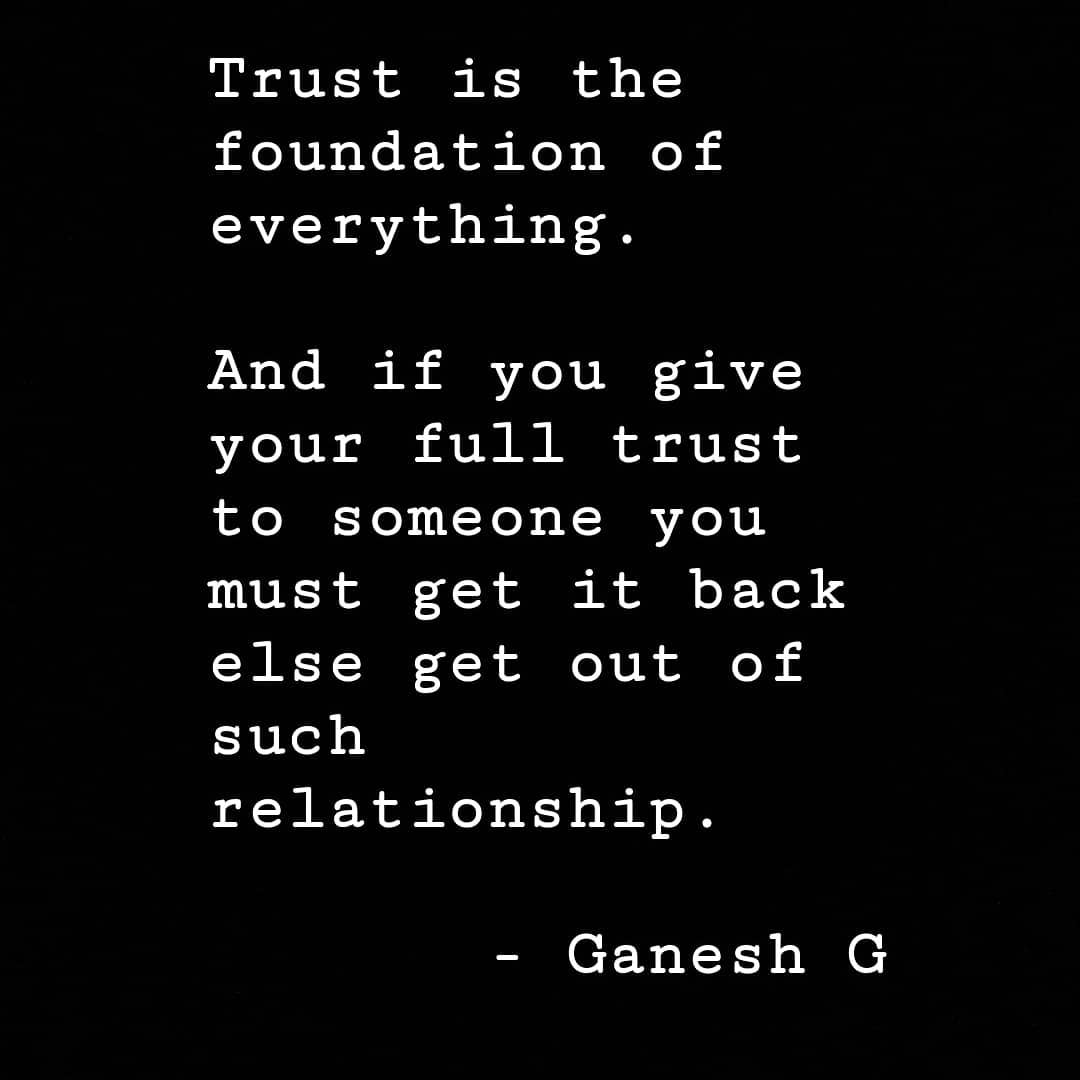 Trust is the
foundation of
everything.
And if you give
your full trust
to someone you
must get it back
else get out of
such
relationship.
- Ganesh G